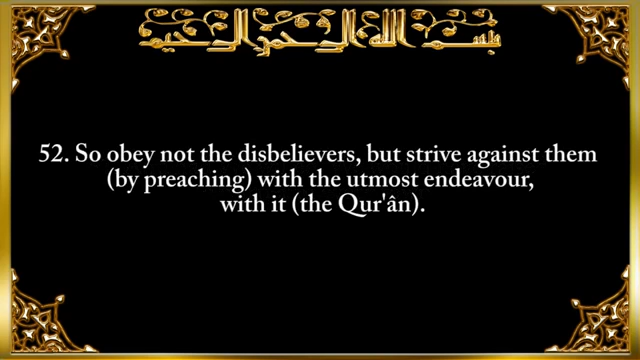 بسم الله الرحمن الرحيم
52. So obey not the disbelievers, but strive against them
(by preaching) with the utmost endeavour,
with it (the Qur'ân).